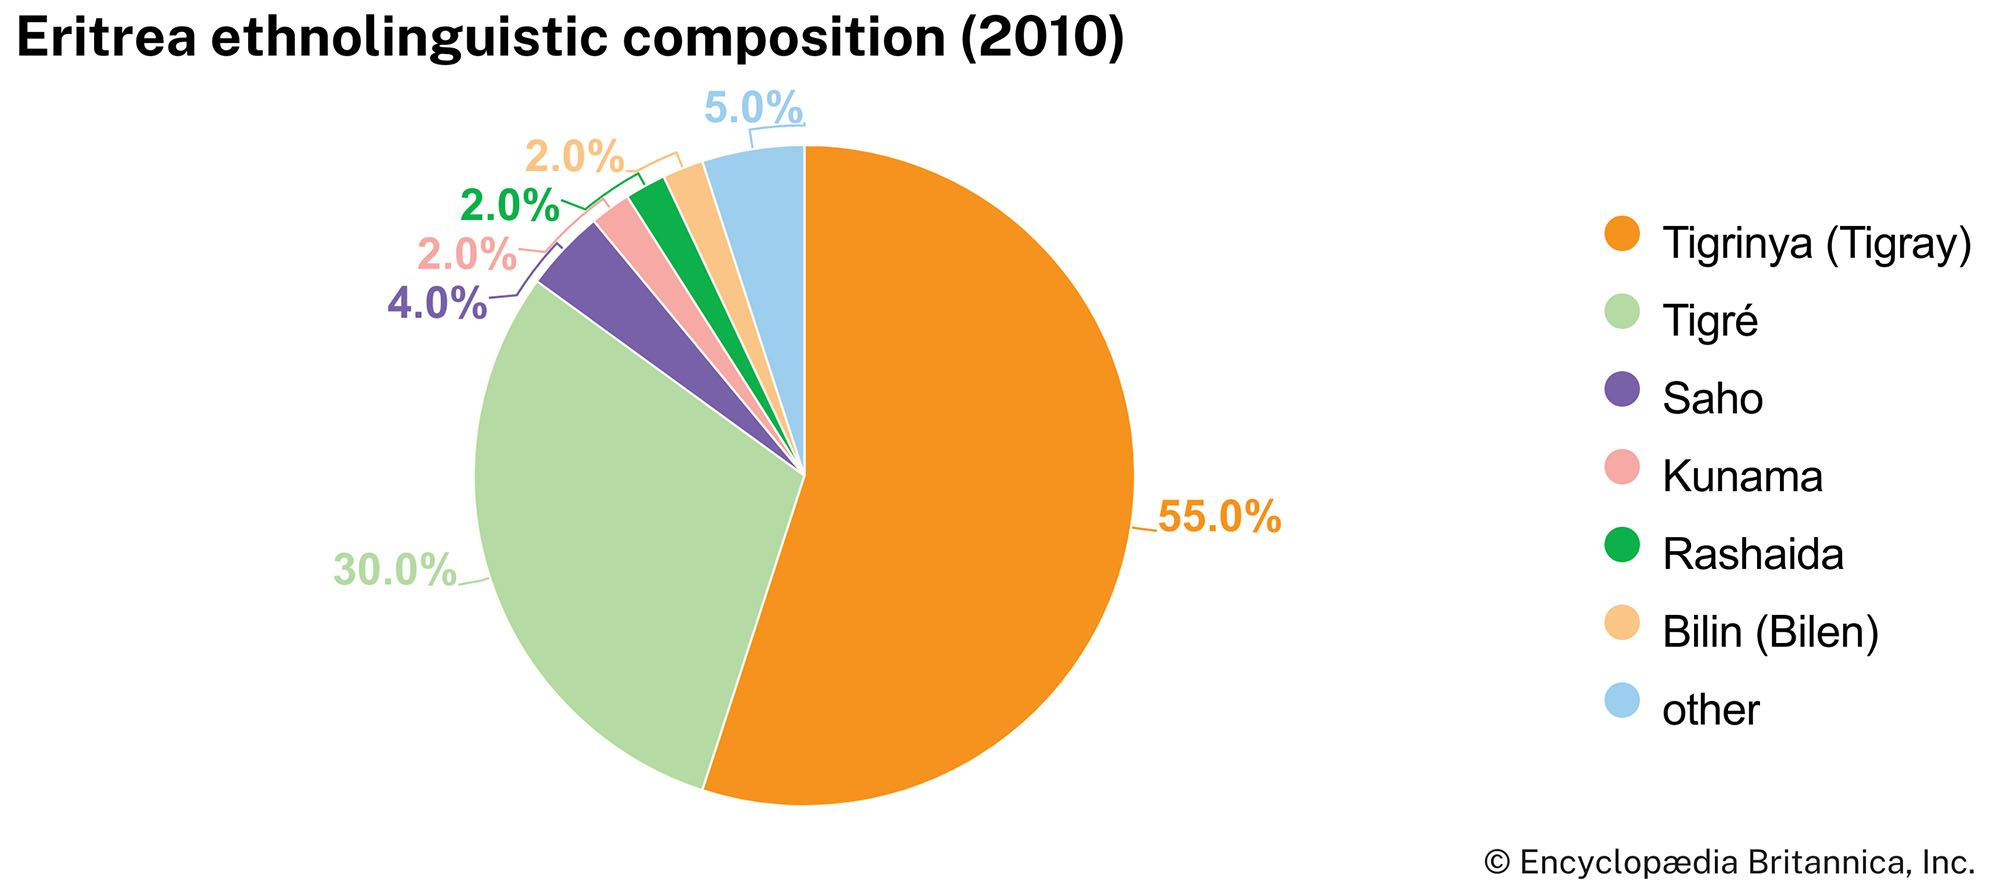 Eritrea ethnolinguistic composition (2010)
5.0%
2.0%
2.0%
2.0%
4.0%
30.0%
55.0%
Tigrinya (Tigray)
Tigré
Saho
Kunama
Rashaida
Bilin (Bilen)
other
© Encyclopædia Britannica, Inc.